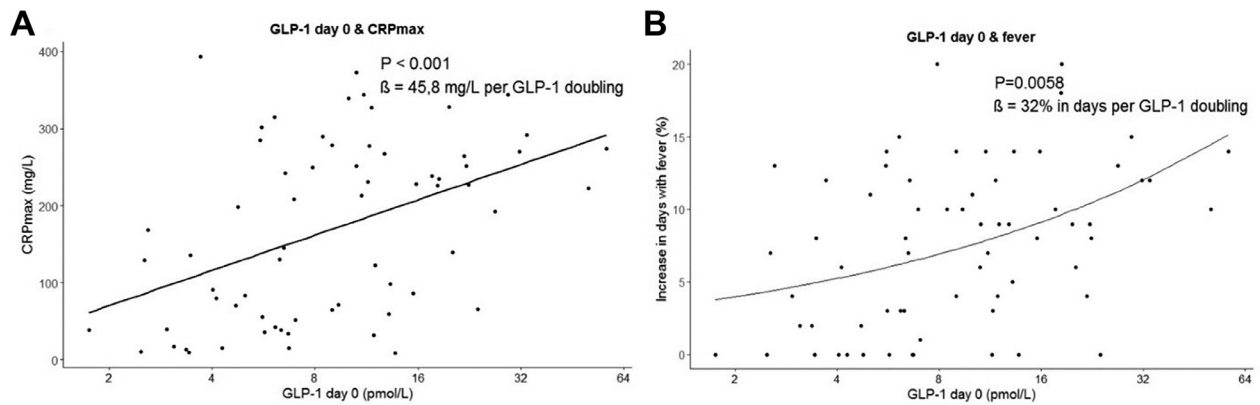 A
GLP-1 day 0 & CRPmax
P < 0.001
ß = 45,8 mg/L per GLP-1 doubling
CRPmax (mg/L)
400
300
200
100
0
2 4 8 16 32 64
GLP-1 day 0 (pmol/L)
B
GLP-1 day 0 & fever
P=0.0058
ß = 32% in days per GLP-1 doubling
Increase in days with fever (%)
20
15
10
5
0
2 4 8 16 32 64
GLP-1 day 0 (pmol/L)